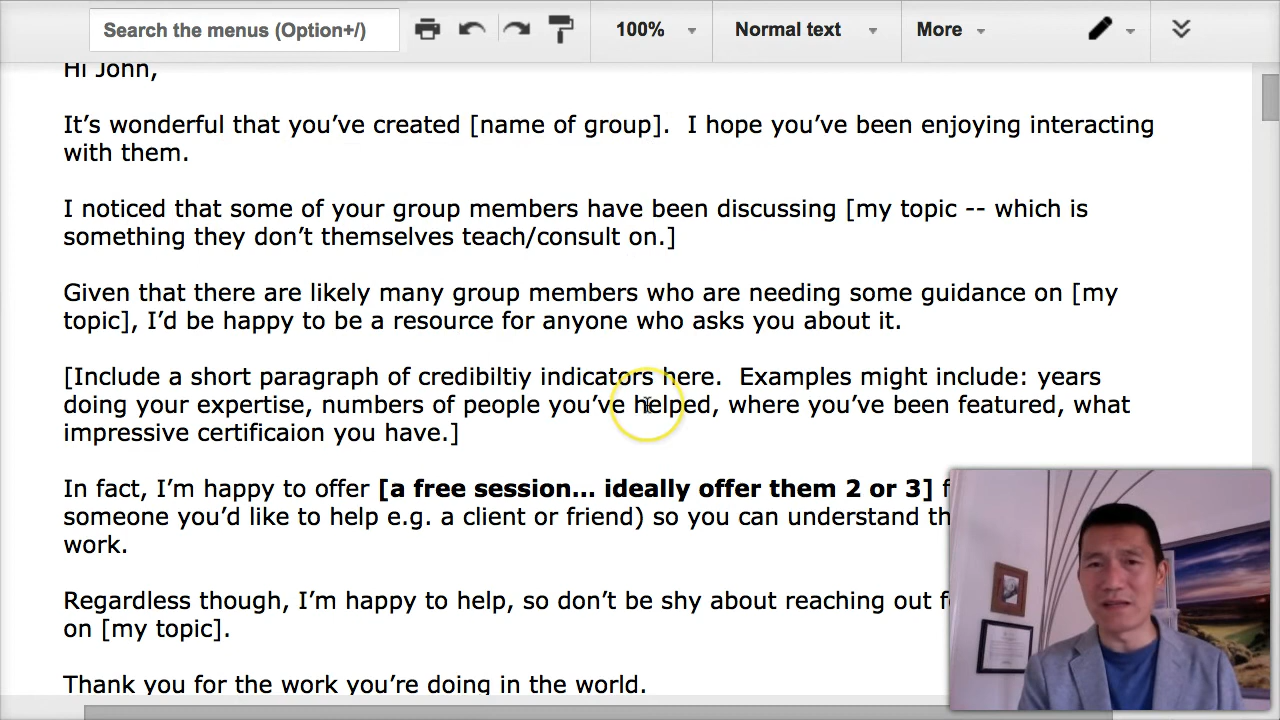 Search the menus (Option+/)
100%
Normal text
More
Hi John,
It's wonderful that you've created [name of group].  I hope you've been enjoying interacting
with them.
I noticed that some of your group members have been discussing [my topic -- which is
something they don't themselves teach/consult on.]
Given that there are likely many group members who are needing some guidance on [my
topic], I'd be happy to be a resource for anyone who asks you about it.
[Include a short paragraph of credibiltiy indicators here.  Examples might include: years
doing your expertise, numbers of people you've helped, where you've been featured, what
impressive certificaion you have.]
In fact, I'm happy to offer [a free session... ideally offer them 2 or 3]
someone you'd like to help e.g. a client or friend) so you can understand
work.
Regardless though, I'm happy to help, so don't be shy about reaching out
on [my topic].
Thank you for the work you're doing in the world.